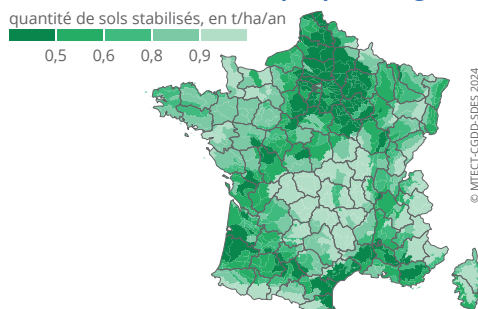 quantité de sols stabilisés, en t/ha/an
0,5 0,6 0,8 0,9
© MTECT-CGDD-SDES 2024